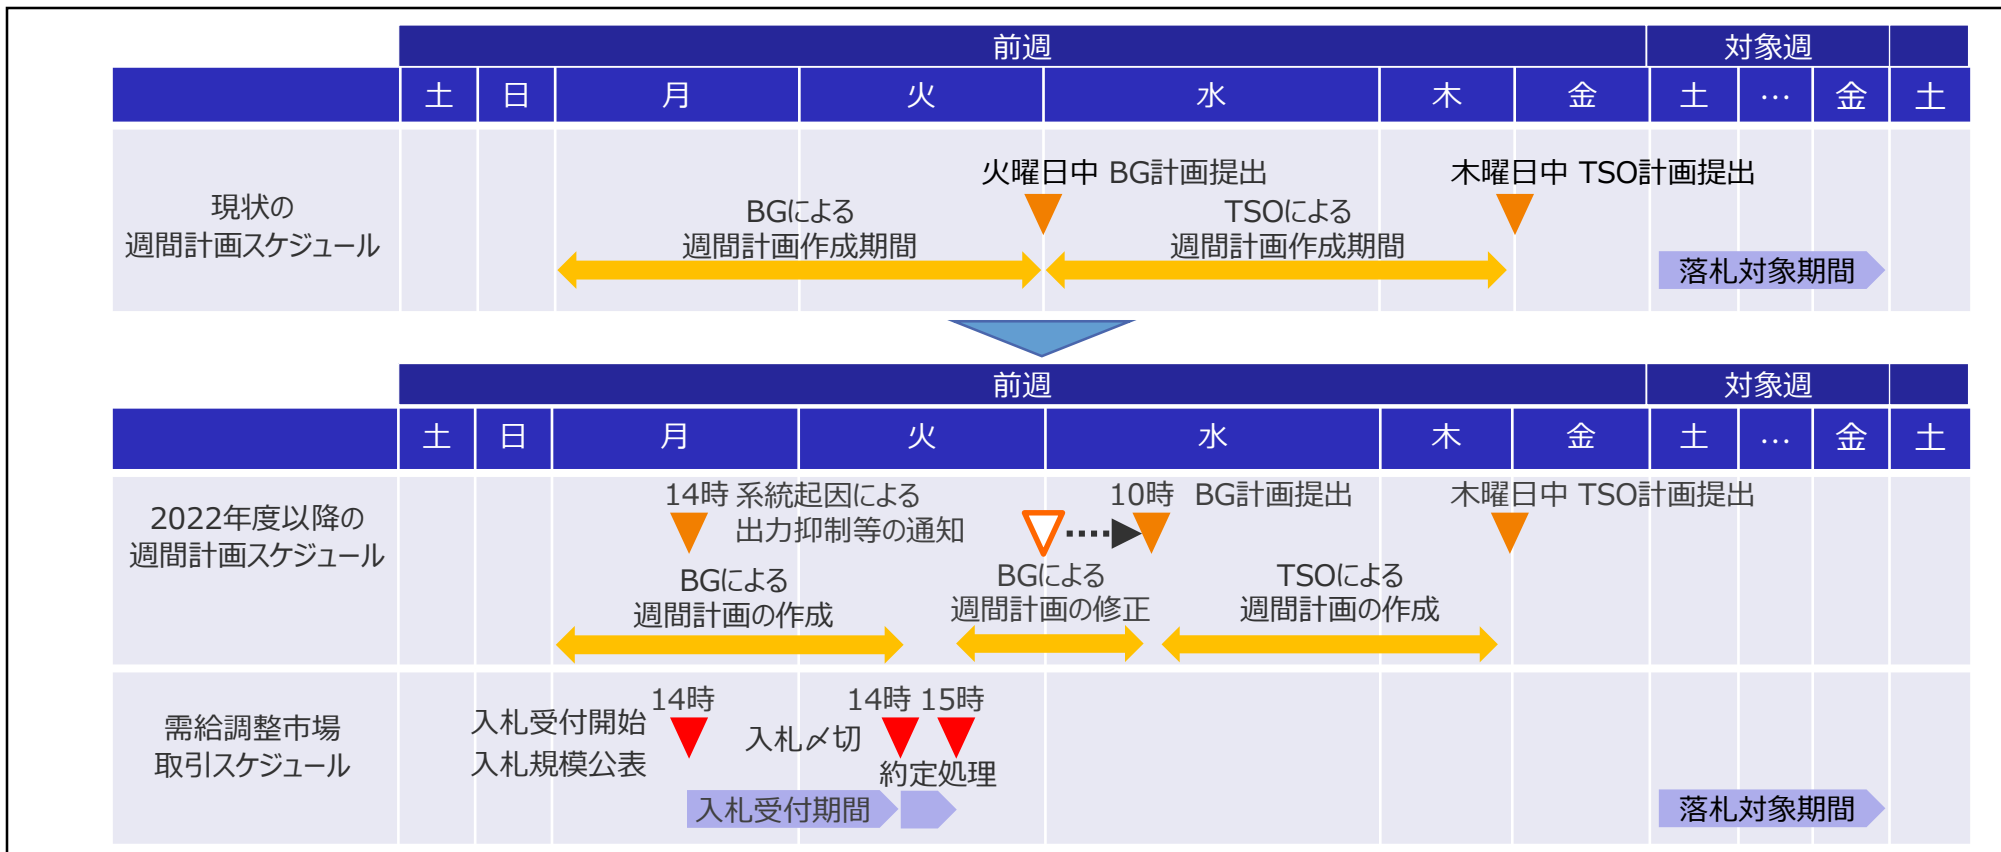 前週
対象週
土 日 月 火 水 木 金 土 … 金 土
火曜日中 BG計画提出
木曜日中 TSO計画提出
現状の
週間計画スケジュール
BGによる
週間計画作成期間
TSOによる
週間計画作成期間
落札対象期間
前週
対象週
土 日 月 火 水 木 金 土 … 金 土
2022年度以降の
週間計画スケジュール
14時 系統起因による
出力抑制等の通知
10時 BG計画提出
木曜日中 TSO計画提出
BGによる
週間計画の作成
BGによる
週間計画の修正
TSOによる
週間計画の作成
需給調整市場
取引スケジュール
入札受付開始
入札規模公表
14時
入札〆切
14時 15時
約定処理
入札受付期間
落札対象期間